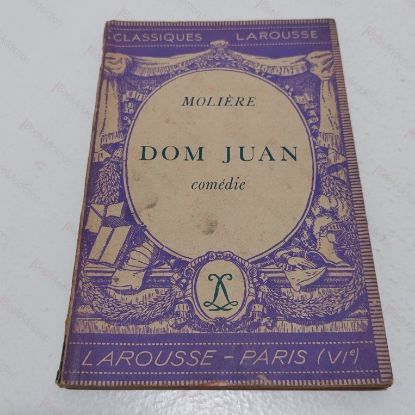 CLASSIQUES LAROUSSE
MOLIÈRE
DOM JUAN
comédie
LAROUSSE – PARIS (VIe)